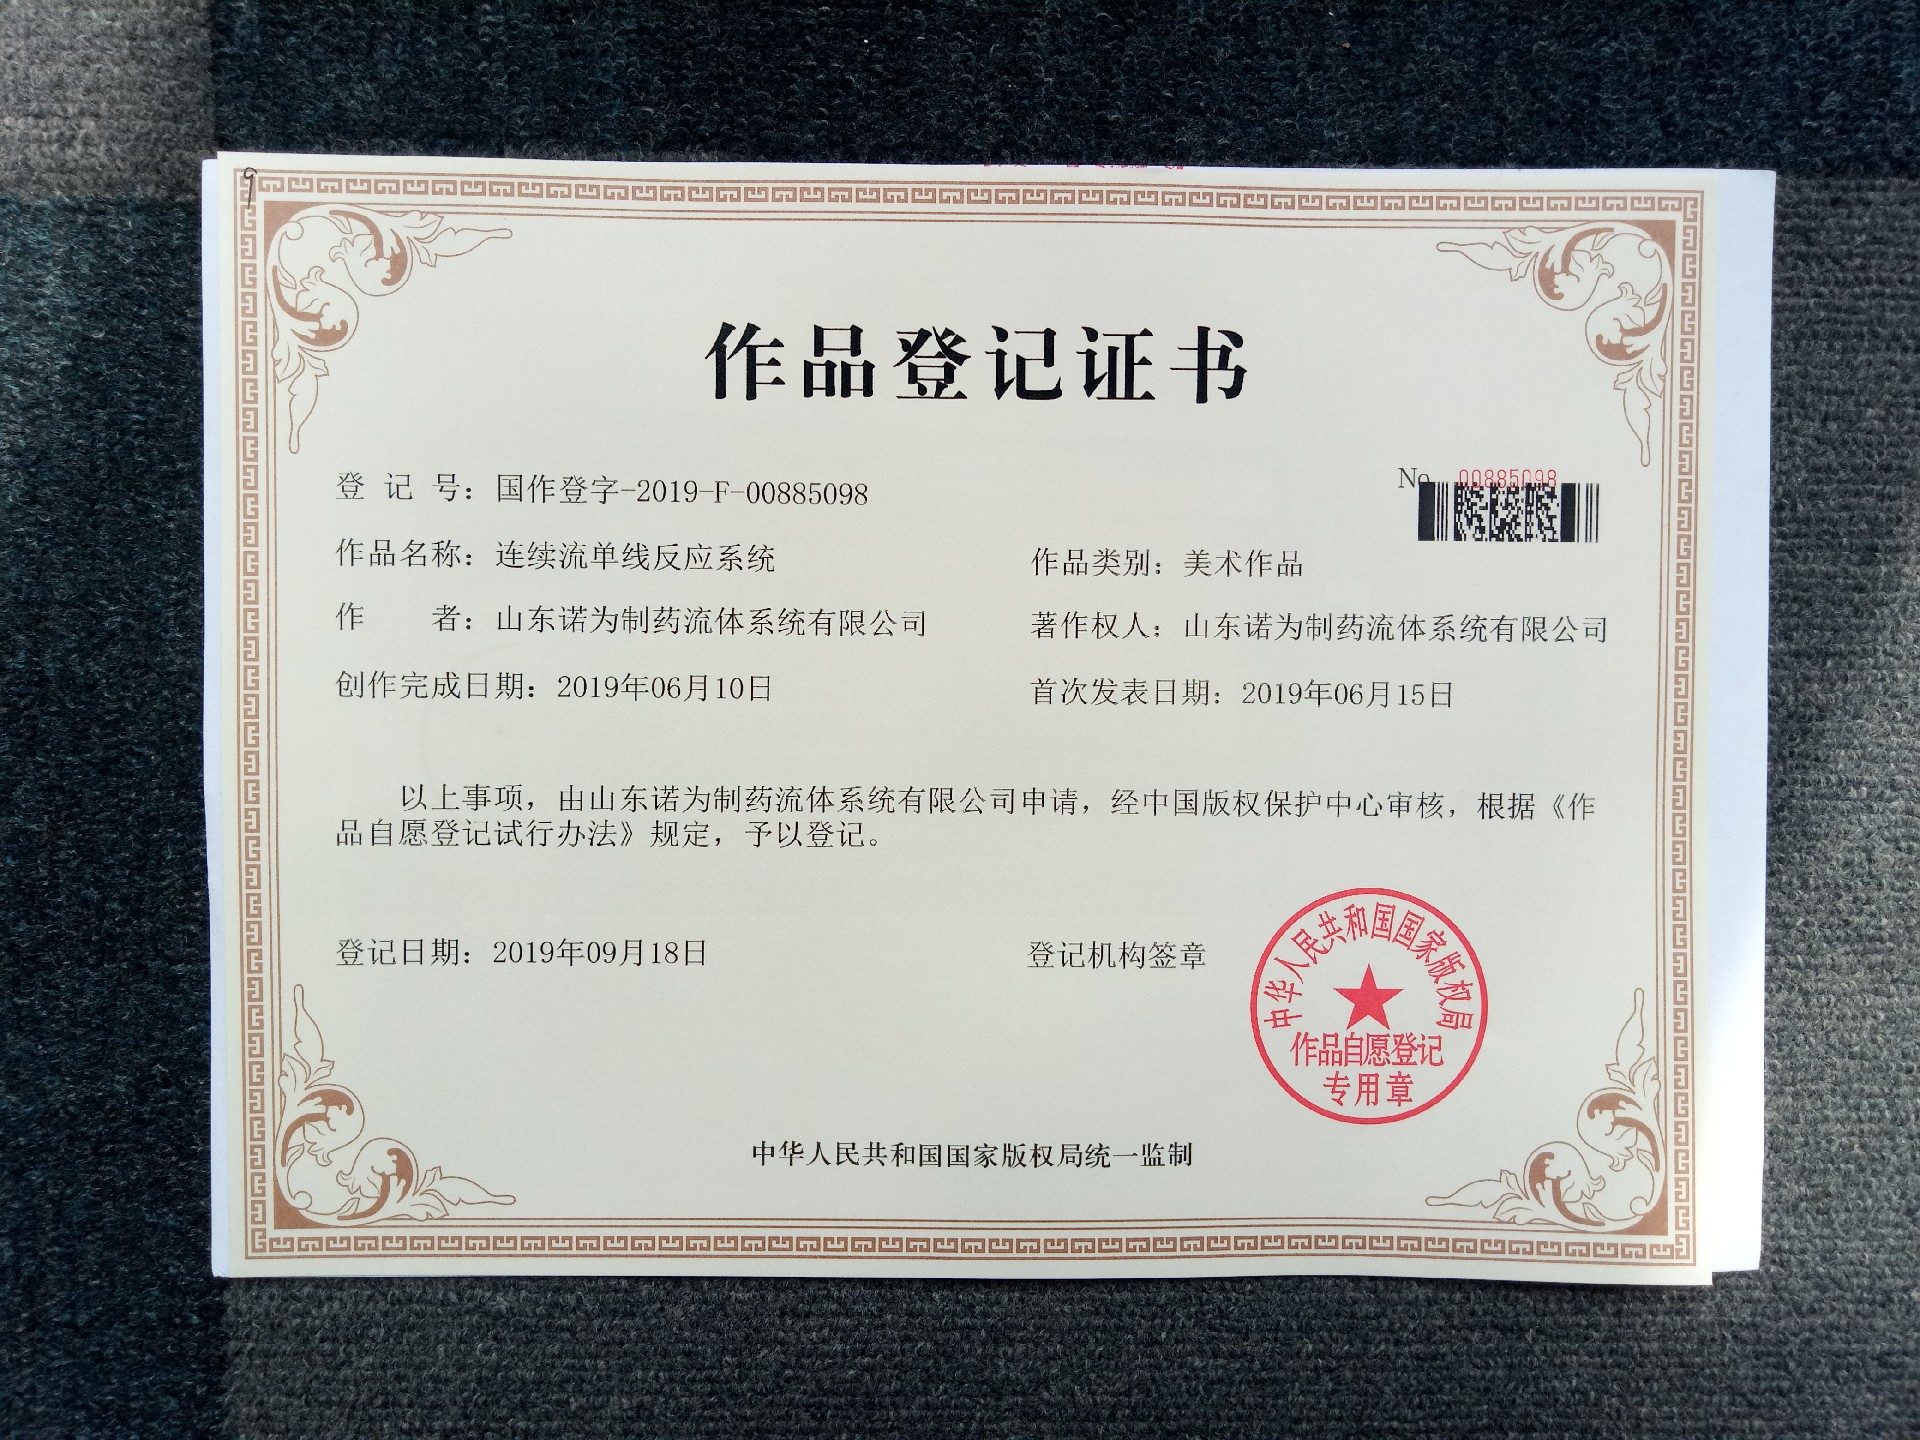 9
作品登记证书
登 记 号：国作登字-2019-F-00885098
No 00885098
作品名称：连续流单线反应系统
作品类别：美术作品
作 者：山东诺为制药流体系统有限公司
著作权人：山东诺为制药流体系统有限公司
创作完成日期：2019年06月10日
首次发表日期：2019年06月15日
以上事项，由山东诺为制药流体系统有限公司申请，经中国版权保护中心审核，根据《作
品自愿登记试行办法》规定，予以登记。
登记日期：2019年09月18日
登记机构签章
中华人民共和国国家版权局
作品自愿登记
专用章
中华人民共和国国家版权局统一监制